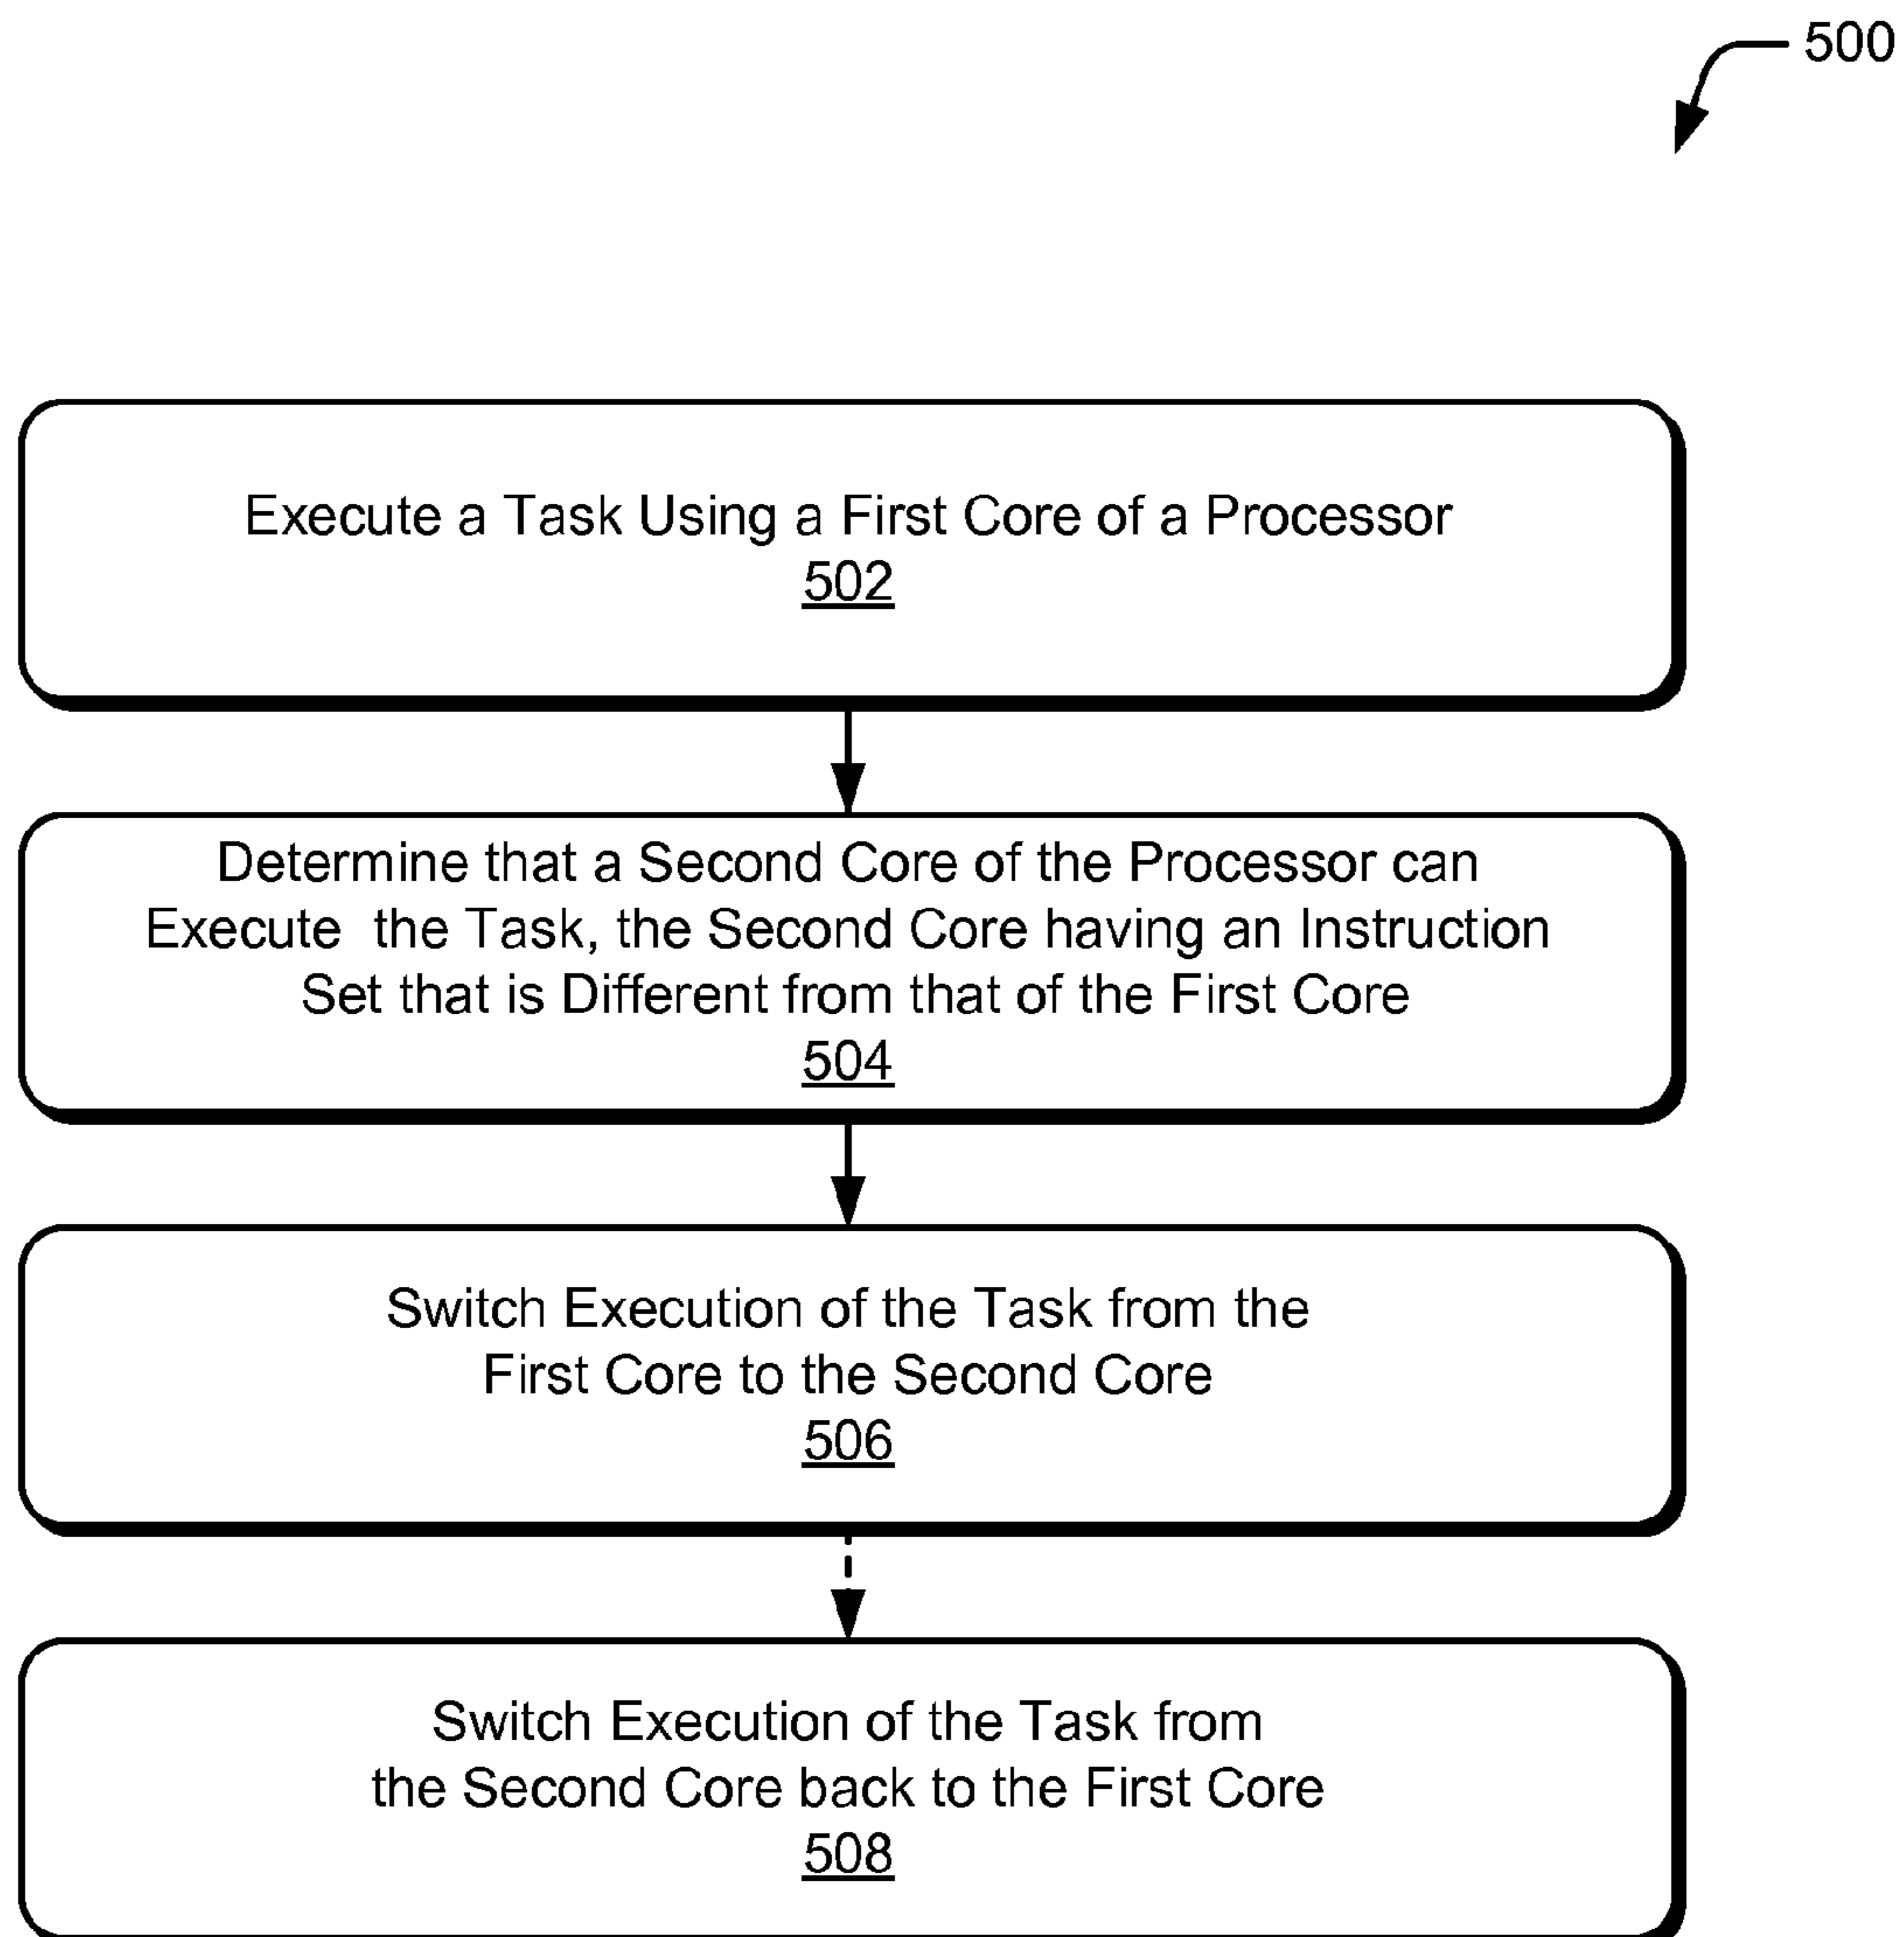 500
Execute a Task Using a First Core of a Processor
502
Determine that a Second Core of the Processor can
Execute the Task, the Second Core having an Instruction
Set that is Different from that of the First Core
504
Switch Execution of the Task from the
First Core to the Second Core
506
Switch Execution of the Task from
the Second Core back to the First Core
508